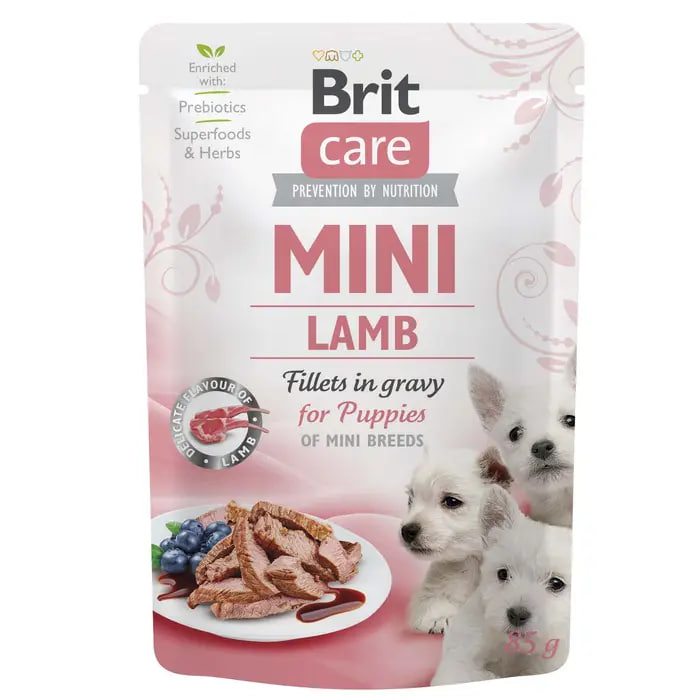 Enriched
with:
Prebiotics
Superfoods
& Herbs
Brit
care
PREVENTION BY NUTRITION
MINI
LAMB
Fillets in gravy
for Puppies
OF MINI BREEDS
DELICATE FLAVOUR OF
LAMB
85 g